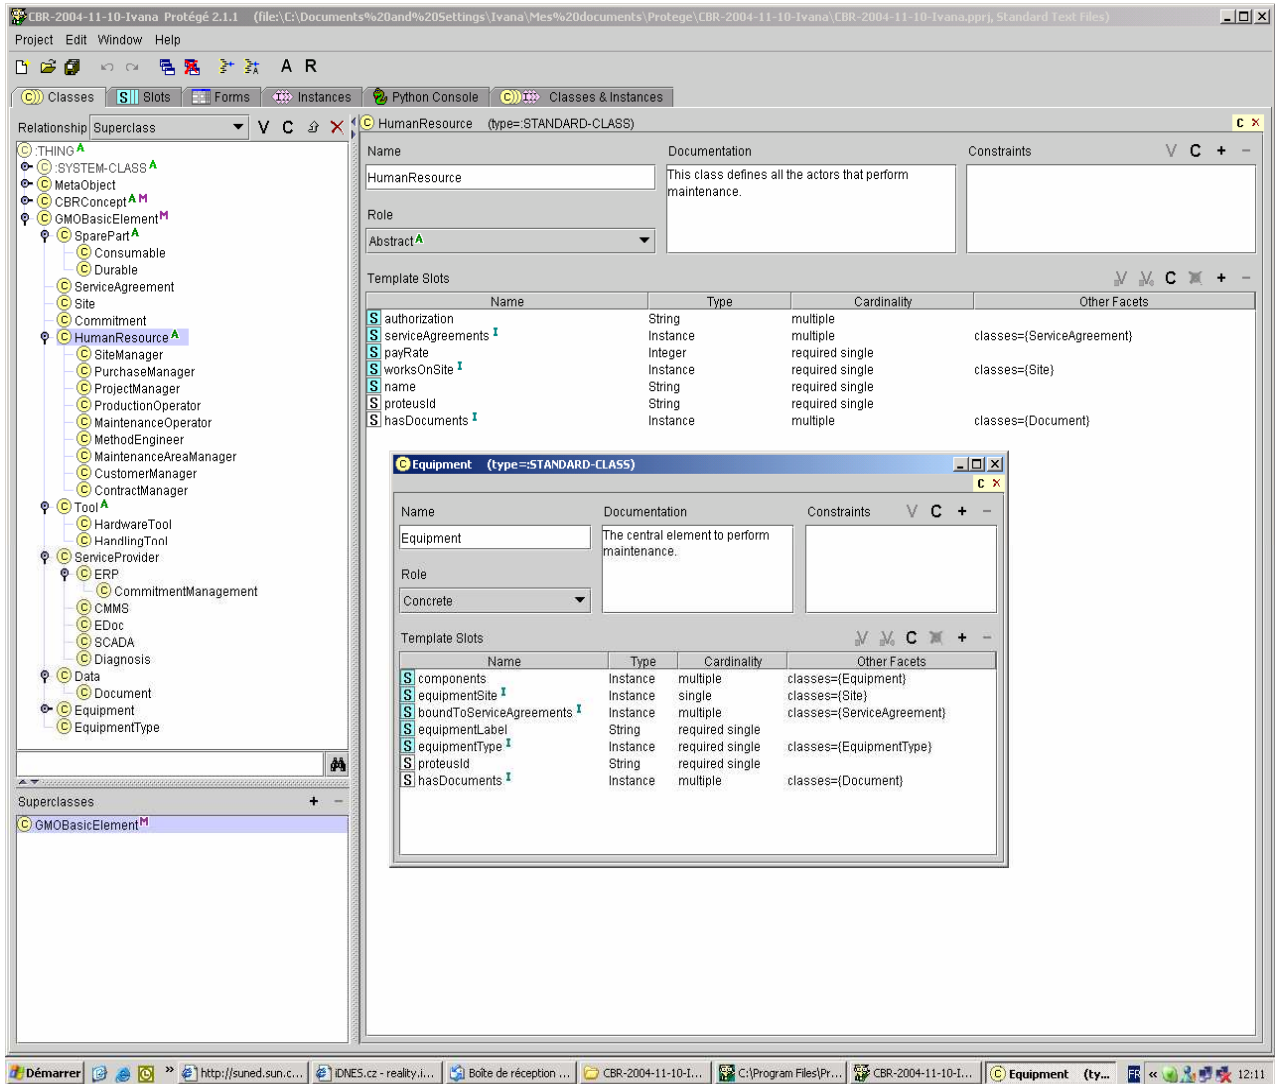 CBR-2004-11-10-Ivana Protégé 2.1.1 (file:\C:\Documents%20and%20Settings\Ivana\Mes%20documents\Protege\CBR-2004-11-10-Ivana\CBR-2004-11-10-Ivana.pprj, Standard Text Files)
Project Edit Window Help
A R
Classes Slots Forms Instances Python Console Classes & Instances
Relationship Superclass V C
:THING A
:SYSTEM-CLASS A
MetaObject
CBRConcept A M
GMOBasicElement M
SparePart A
Consumable
Durable
ServiceAgreement
Site
Commitment
HumanResource A
SiteManager
PurchaseManager
ProjectManager
ProductionOperator
MaintenanceOperator
MethodEngineer
MaintenanceAreaManager
CustomerManager
ContractManager
Tool A
HardwareTool
HandlingTool
ServiceProvider
ERP
CommitmentManagement
CMMS
EDoc
SCADA
Diagnosis
Data
Document
Equipment
EquipmentType
Superclasses + -
GMOBasicElement M
HumanResource (type=:STANDARD-CLASS) C ×
Name Documentation Constraints V C + -
HumanResource
This class defines all the actors that perform
maintenance.
Role
Abstract A
Template Slots V V C + -
Name Type Cardinality Other Facets
S authorization String multiple
S serviceAgreements I Instance multiple classes={ServiceAgreement}
S payRate Integer required single
S worksOnSite I Instance required single classes={Site}
S name String required single
S proteusId String required single
S hasDocuments I Instance multiple classes={Document}
Equipment (type=:STANDARD-CLASS)
C ×
Name Documentation Constraints V C + -
Equipment
The central element to perform
maintenance.
Role
Concrete
Template Slots V V C + -
Name Type Cardinality Other Facets
S components Instance multiple classes={Equipment}
S equipmentSite I Instance single classes={Site}
S boundToServiceAgreements I Instance multiple classes={ServiceAgreement}
S equipmentLabel String required single
S equipmentType I Instance required single classes={EquipmentType}
S proteusId String required single
S hasDocuments I Instance multiple classes={Document}
Démarrer » http://suned.sun.c... iDNES.cz - reality.i... Boîte de réception ... CBR-2004-11-10-I... C:\Program Files\Pr... CBR-2004-11-10-I... Equipment (ty... FR « 12:11